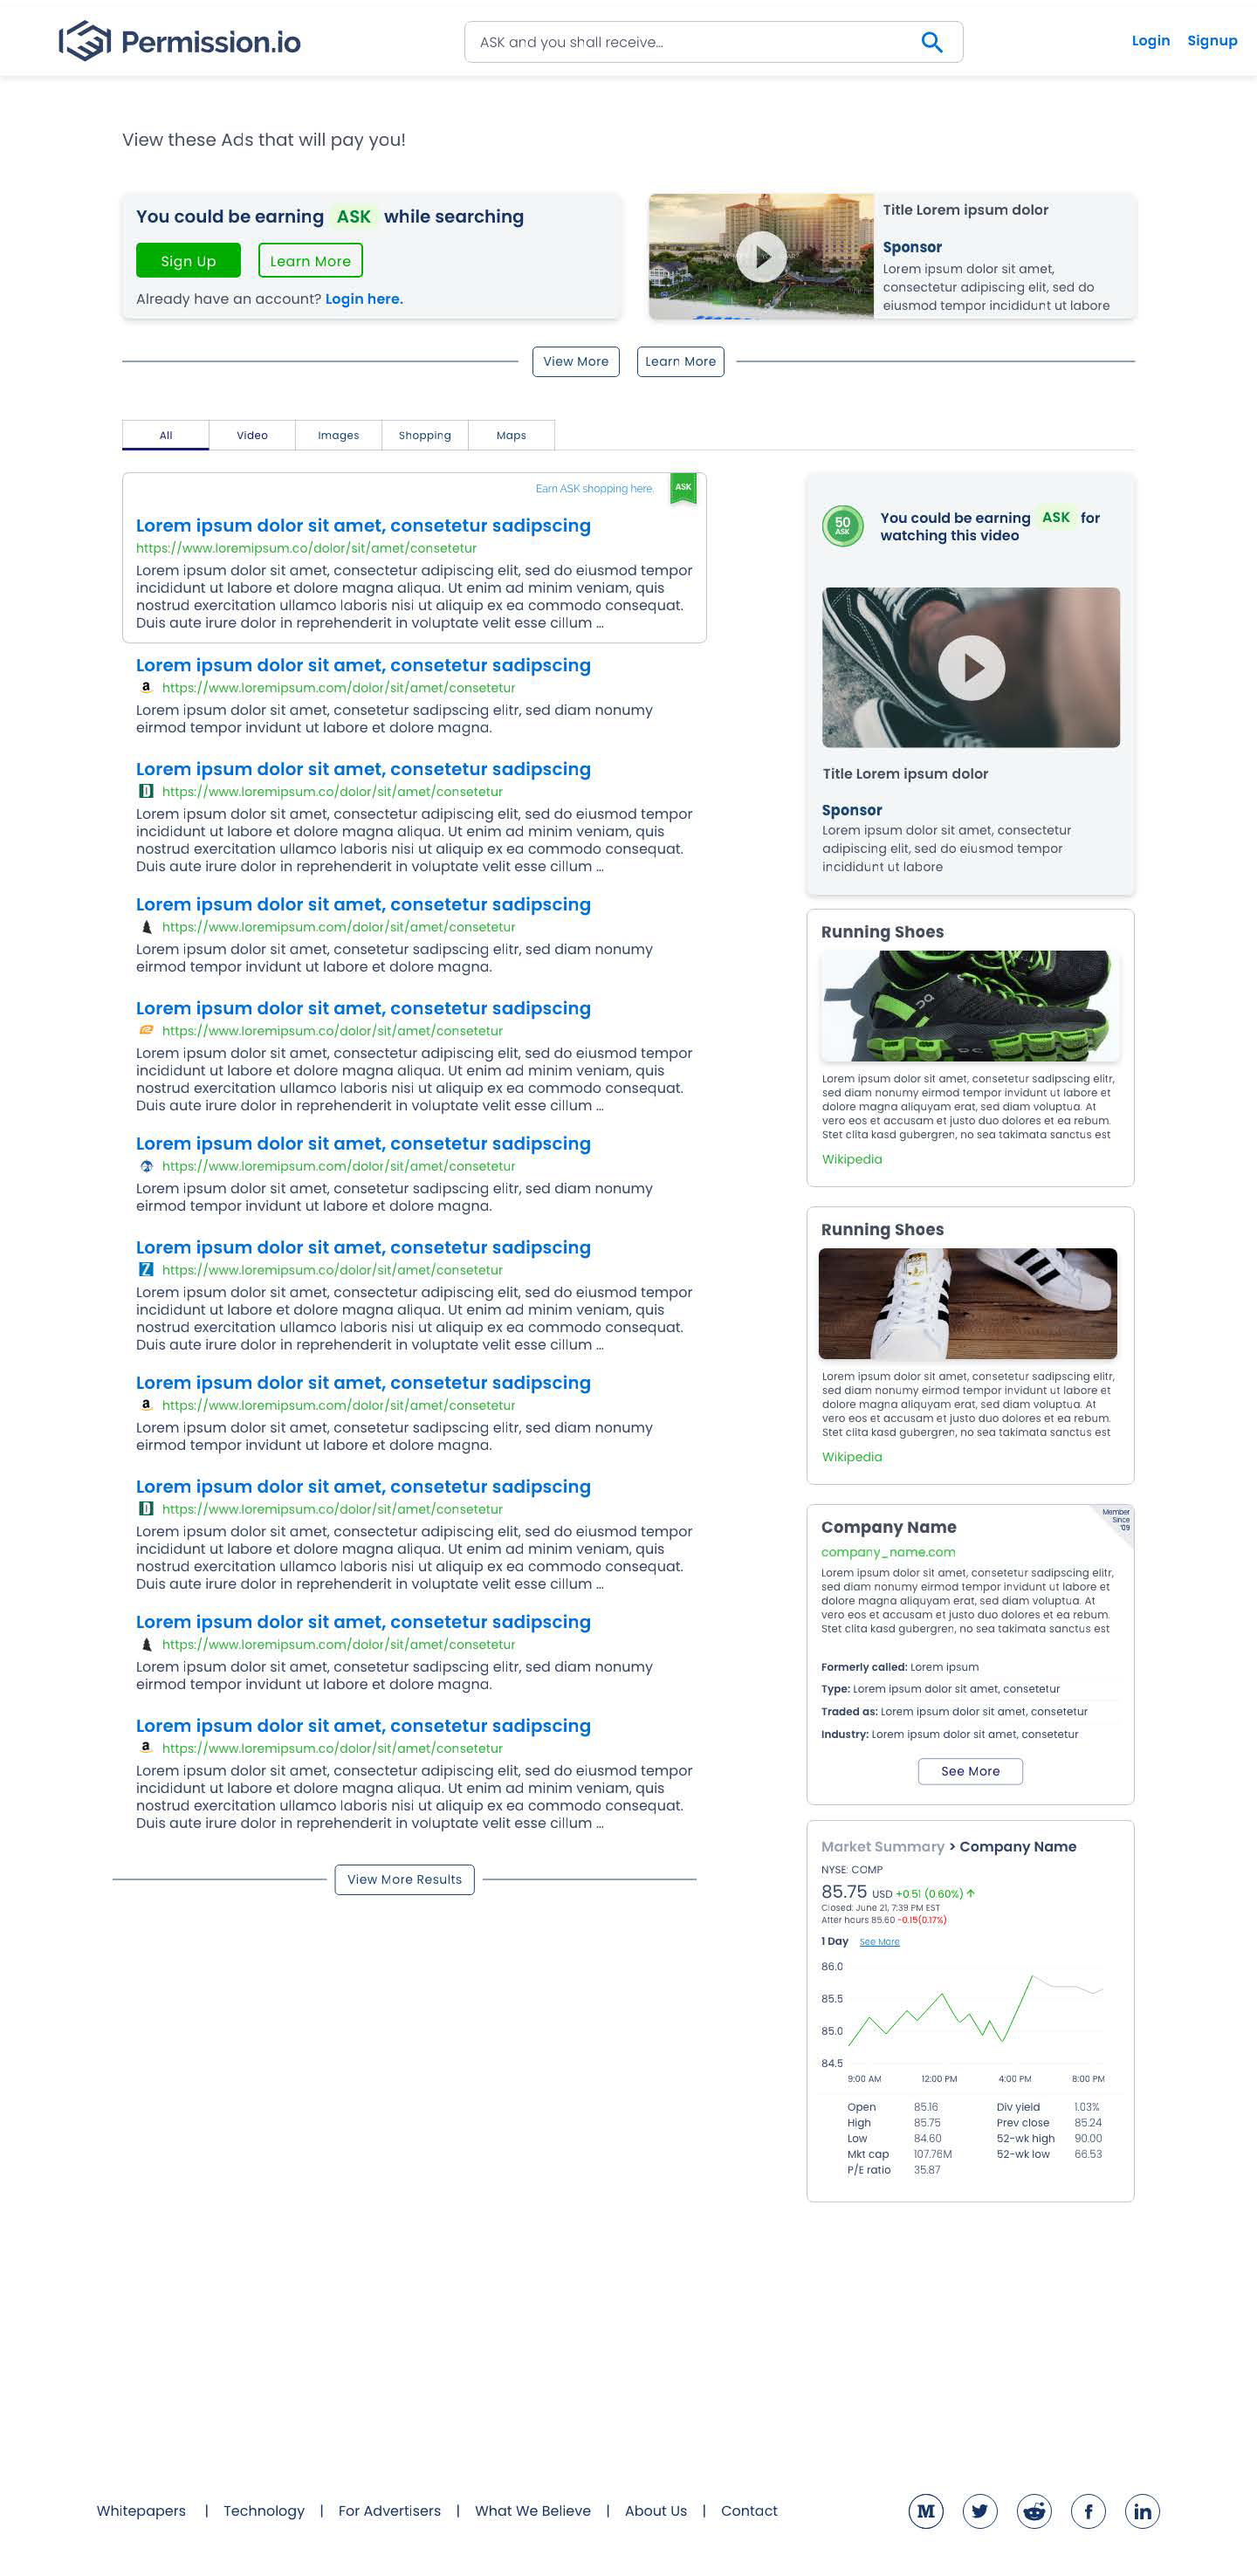 Permission.io
ASK and you shall receive...
Login Signup
View these Ads that will pay you!
You could be earning ASK while searching
Sign Up Learn More
Already have an account? Login here.
Title Lorem ipsum dolor
Sponsor
Lorem ipsum dolor sit amet,
consectetur adipiscing elit, sed do
eiusmod tempor incididunt ut labore
View More Learn More
All Video Images Shopping Maps
Earn ASK shopping here. ASK
Lorem ipsum dolor sit amet, consetetur sadipscing
https://www.loremipsum.co/dolor/sit/amet/consetetur
Lorem ipsum dolor sit amet, consectetur adipiscing elit, sed do eiusmod tempor
incididunt ut labore et dolore magna aliqua. Ut enim ad minim veniam, quis
nostrud exercitation ullamco laboris nisi ut aliquip ex ea commodo consequat.
Duis aute irure dolor in reprehenderit in voluptate velit esse cillum ...
Lorem ipsum dolor sit amet, consetetur sadipscing
a https://www.loremipsum.com/dolor/sit/amet/consetetur
Lorem ipsum dolor sit amet, consetetur sadipscing elitr, sed diam nonumy
eirmod tempor invidunt ut labore et dolore magna.
Lorem ipsum dolor sit amet, consetetur sadipscing
https://www.loremipsum.co/dolor/sit/amet/consetetur
Lorem ipsum dolor sit amet, consectetur adipiscing elit, sed do eiusmod tempor
incididunt ut labore et dolore magna aliqua. Ut enim ad minim veniam, quis
nostrud exercitation ullamco laboris nisi ut aliquip ex ea commodo consequat.
Duis aute irure dolor in reprehenderit in voluptate velit esse cillum ...
Lorem ipsum dolor sit amet, consetetur sadipscing
https://www.loremipsum.com/dolor/sit/amet/consetetur
Lorem ipsum dolor sit amet, consetetur sadipscing elitr, sed diam nonumy
eirmod tempor invidunt ut labore et dolore magna.
Lorem ipsum dolor sit amet, consetetur sadipscing
https://www.loremipsum.co/dolor/sit/amet/consetetur
Lorem ipsum dolor sit amet, consectetur adipiscing elit, sed do eiusmod tempor
incididunt ut labore et dolore magna aliqua. Ut enim ad minim veniam, quis
nostrud exercitation ullamco laboris nisi ut aliquip ex ea commodo consequat.
Duis aute irure dolor in reprehenderit in voluptate velit esse cillum ...
Lorem ipsum dolor sit amet, consetetur sadipscing
https://www.loremipsum.com/dolor/sit/amet/consetetur
Lorem ipsum dolor sit amet, consetetur sadipscing elitr, sed diam nonumy
eirmod tempor invidunt ut labore et dolore magna.
Lorem ipsum dolor sit amet, consetetur sadipscing
Z https://www.loremipsum.co/dolor/sit/amet/consetetur
Lorem ipsum dolor sit amet, consectetur adipiscing elit, sed do eiusmod tempor
incididunt ut labore et dolore magna aliqua. Ut enim ad minim veniam, quis
nostrud exercitation ullamco laboris nisi ut aliquip ex ea commodo consequat.
Duis aute irure dolor in reprehenderit in voluptate velit esse cillum ...
Lorem ipsum dolor sit amet, consetetur sadipscing
a https://www.loremipsum.com/dolor/sit/amet/consetetur
Lorem ipsum dolor sit amet, consetetur sadipscing elitr, sed diam nonumy
eirmod tempor invidunt ut labore et dolore magna.
Lorem ipsum dolor sit amet, consetetur sadipscing
https://www.loremipsum.co/dolor/sit/amet/consetetur
Lorem ipsum dolor sit amet, consectetur adipiscing elit, sed do eiusmod tempor
incididunt ut labore et dolore magna aliqua. Ut enim ad minim veniam, quis
nostrud exercitation ullamco laboris nisi ut aliquip ex ea commodo consequat.
Duis aute irure dolor in reprehenderit in voluptate velit esse cillum ...
Lorem ipsum dolor sit amet, consetetur sadipscing
https://www.loremipsum.com/dolor/sit/amet/consetetur
Lorem ipsum dolor sit amet, consetetur sadipscing elitr, sed diam nonumy
eirmod tempor invidunt ut labore et dolore magna.
Lorem ipsum dolor sit amet, consetetur sadipscing
a https://www.loremipsum.co/dolor/sit/amet/consetetur
Lorem ipsum dolor sit amet, consectetur adipiscing elit, sed do eiusmod tempor
incididunt ut labore et dolore magna aliqua. Ut enim ad minim veniam, quis
nostrud exercitation ullamco laboris nisi ut aliquip ex ea commodo consequat.
Duis aute irure dolor in reprehenderit in voluptate velit esse cillum ...
View More Results
50
ASK
You could be earning ASK for
watching this video
Title Lorem ipsum dolor
Sponsor
Lorem ipsum dolor sit amet, consectetur
adipiscing elit, sed do eiusmod tempor
incididunt ut labore
Running Shoes
Lorem ipsum dolor sit amet, consetetur sadipscing elitr,
sed diam nonumy eirmod tempor invidunt ut labore et
dolore magna aliquyam erat, sed diam voluptua. At
vero eos et accusam et justo duo dolores et ea rebum.
Stet clita kasd gubergren, no sea takimata sanctus est
Wikipedia
Running Shoes
Lorem ipsum dolor sit amet, consetetur sadipscing elitr,
sed diam nonumy eirmod tempor invidunt ut labore et
dolore magna aliquyam erat, sed diam voluptua. At
vero eos et accusam et justo duo dolores et ea rebum.
Stet clita kasd gubergren, no sea takimata sanctus est
Wikipedia
Member
Since
'09
Company Name
company_name.com
Lorem ipsum dolor sit amet, consetetur sadipscing elitr,
sed diam nonumy eirmod tempor invidunt ut labore et
dolore magna aliquyam erat, sed diam voluptua. At
vero eos et accusam et justo duo dolores et ea rebum.
Stet clita kasd gubergren, no sea takimata sanctus est
Formerly called: Lorem ipsum
Type: Lorem ipsum dolor sit amet, consetetur
Traded as: Lorem ipsum dolor sit amet, consetetur
Industry: Lorem ipsum dolor sit amet, consetetur
See More
Market Summary > Company Name
NYSE: COMP
85.75 USD +0.51 (0.60%) ↑
Closed: June 21, 7:39 PM EST
After hours 85.60 -0.15(0.17%)
1 Day See More
86.0
85.5
85.0
84.5
9:00 AM 12:00 PM 4:00 PM 8:00 PM
Open 85.16 Div yield 1.03%
High 85.75 Prev close 85.24
Low 84.60 52-wk high 90.00
Mkt cap 107.76M 52-wk low 66.53
P/E ratio 35.87
Whitepapers | Technology | For Advertisers | What We Believe | About Us | Contact
M f in